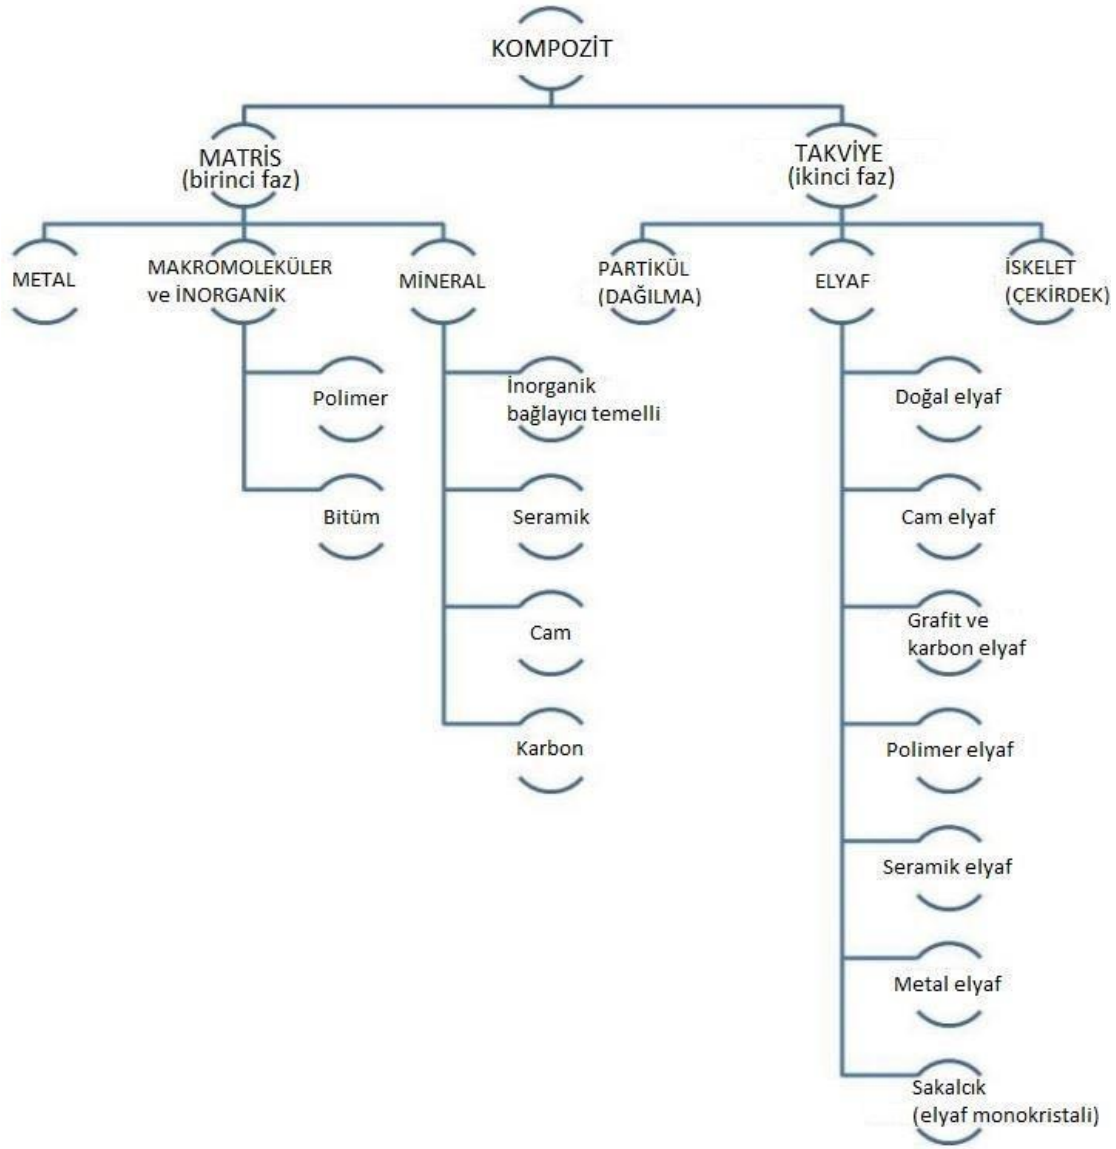 KOMPOZİT
MATRİS
(birinci faz)
TAKVİYE
(ikinci faz)
METAL
MAKROMOLEKÜLER
ve İNORGANİK
MİNERAL
PARTİKÜL
(DAĞILMA)
ELYAF
İSKELET
(ÇEKİRDEK)
Polimer
Bitüm
İnorganik
bağlayıcı temelli
Seramik
Cam
Karbon
Doğal elyaf
Cam elyaf
Grafit ve
karbon elyaf
Polimer elyaf
Seramik elyaf
Metal elyaf
Sakalcık
(elyaf monokristali)